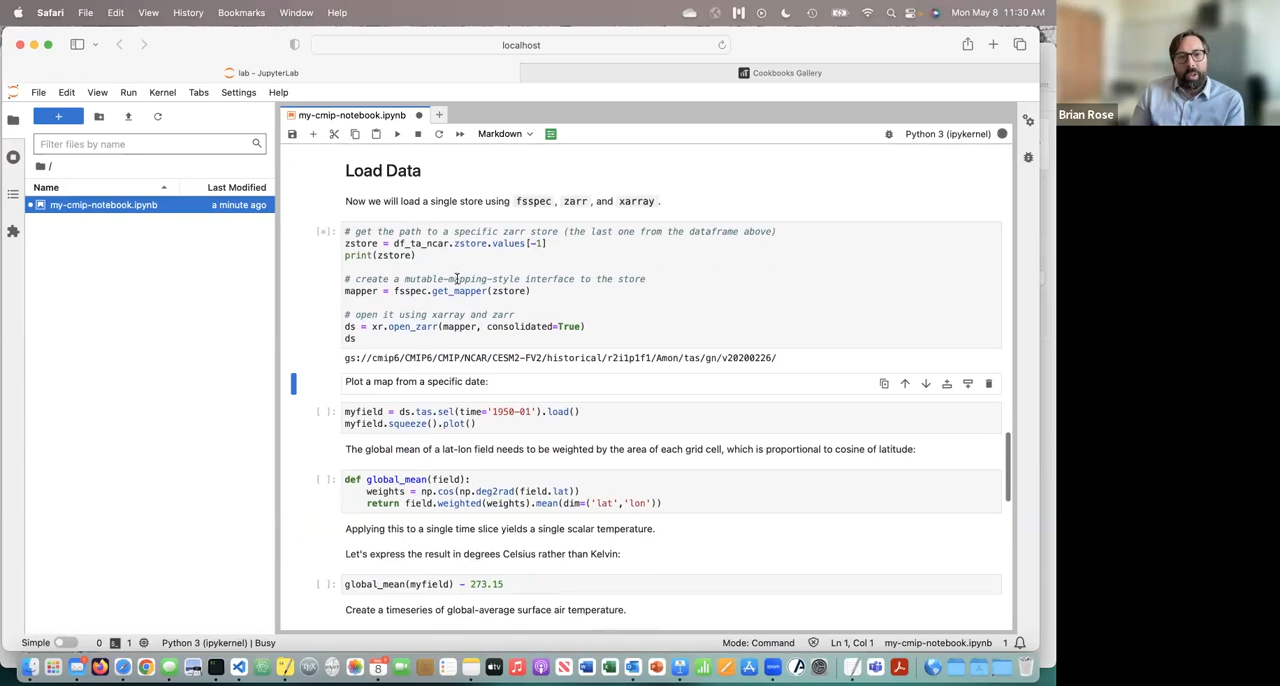 Safari File Edit View History Bookmarks Window Help Mon May 8 11:30 AM
localhost
lab - JupyterLab Cookbooks Gallery
File Edit View Run Kernel Tabs Settings Help
my-cmip-notebook.ipynb
Markdown Python 3 (ipykernel)
Filter files by name
/
Name Last Modified
my-cmip-notebook.ipynb a minute ago
Load Data
Now we will load a single store using fsspec, zarr, and xarray.
[*]: # get the path to a specific zarr store (the last one from the dataframe above)
zstore = df_ta_ncar.zstore.values[-1]
print(zstore)
# create a mutable-mapping-style interface to the store
mapper = fsspec.get_mapper(zstore)
# open it using xarray and zarr
ds = xr.open_zarr(mapper, consolidated=True)
ds
gs://cmip6/CMIP6/CMIP/NCAR/CESM2-FV2/historical/r2i1p1f1/Amon/tas/gn/v20200226/
Plot a map from a specific date:
[ ]: myfield = ds.tas.sel(time='1950-01').load()
myfield.squeeze().plot()
The global mean of a lat-lon field needs to be weighted by the area of each grid cell, which is proportional to cosine of latitude:
[ ]: def global_mean(field):
weights = np.cos(np.deg2rad(field.lat))
return field.weighted(weights).mean(dim=('lat','lon'))
Applying this to a single time slice yields a single scalar temperature.
Let's express the result in degrees Celsius rather than Kelvin:
[ ]: global_mean(myfield) - 273.15
Create a timeseries of global-average surface air temperature.
Simple 0 1 Python 3 (ipykernel) | Busy Mode: Command Ln 1, Col 1 my-cmip-notebook.ipynb 1
Brian Rose